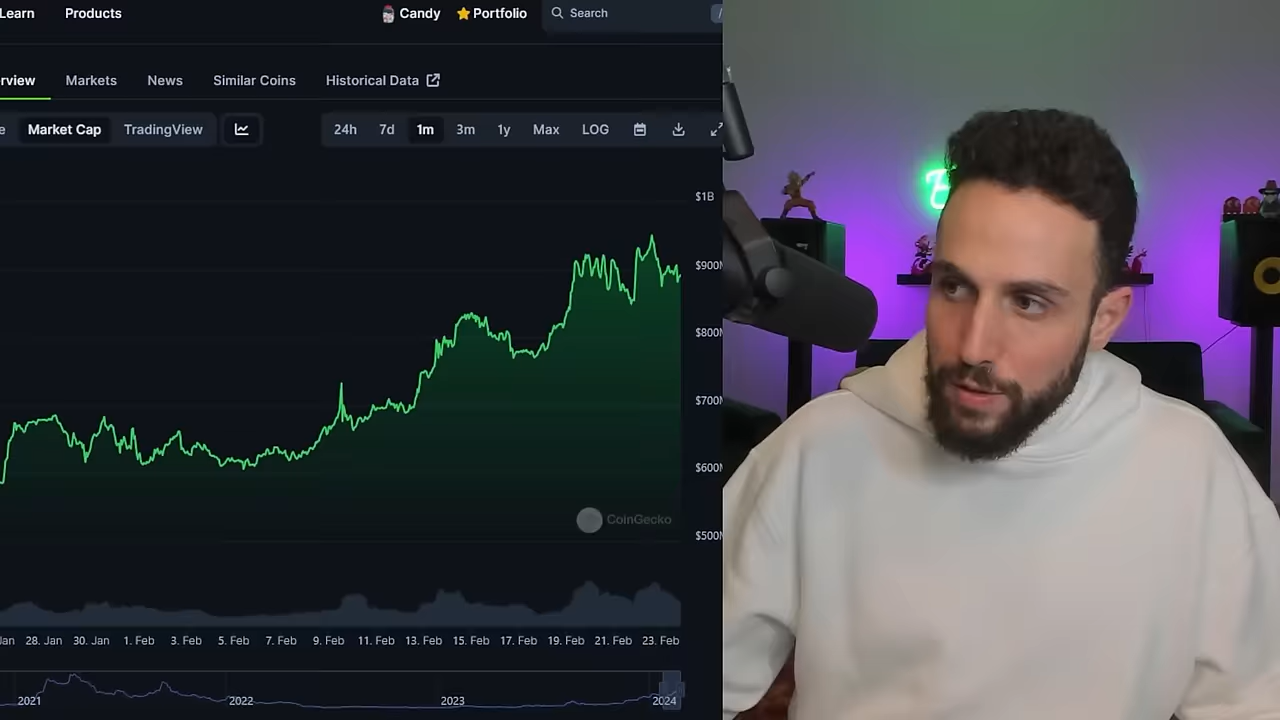 Learn Products Candy Portfolio Search /
rview Markets News Similar Coins Historical Data
e Market Cap TradingView 24h 7d 1m 3m 1y Max LOG
$1B
$900M
$800M
$700M
$600M
CoinGecko
$500M
Jan 28. Jan 30. Jan 1. Feb 3. Feb 5. Feb 7. Feb 9. Feb 11. Feb 13. Feb 15. Feb 17. Feb 19. Feb 21. Feb 23. Feb
2021 2022 2023 2024